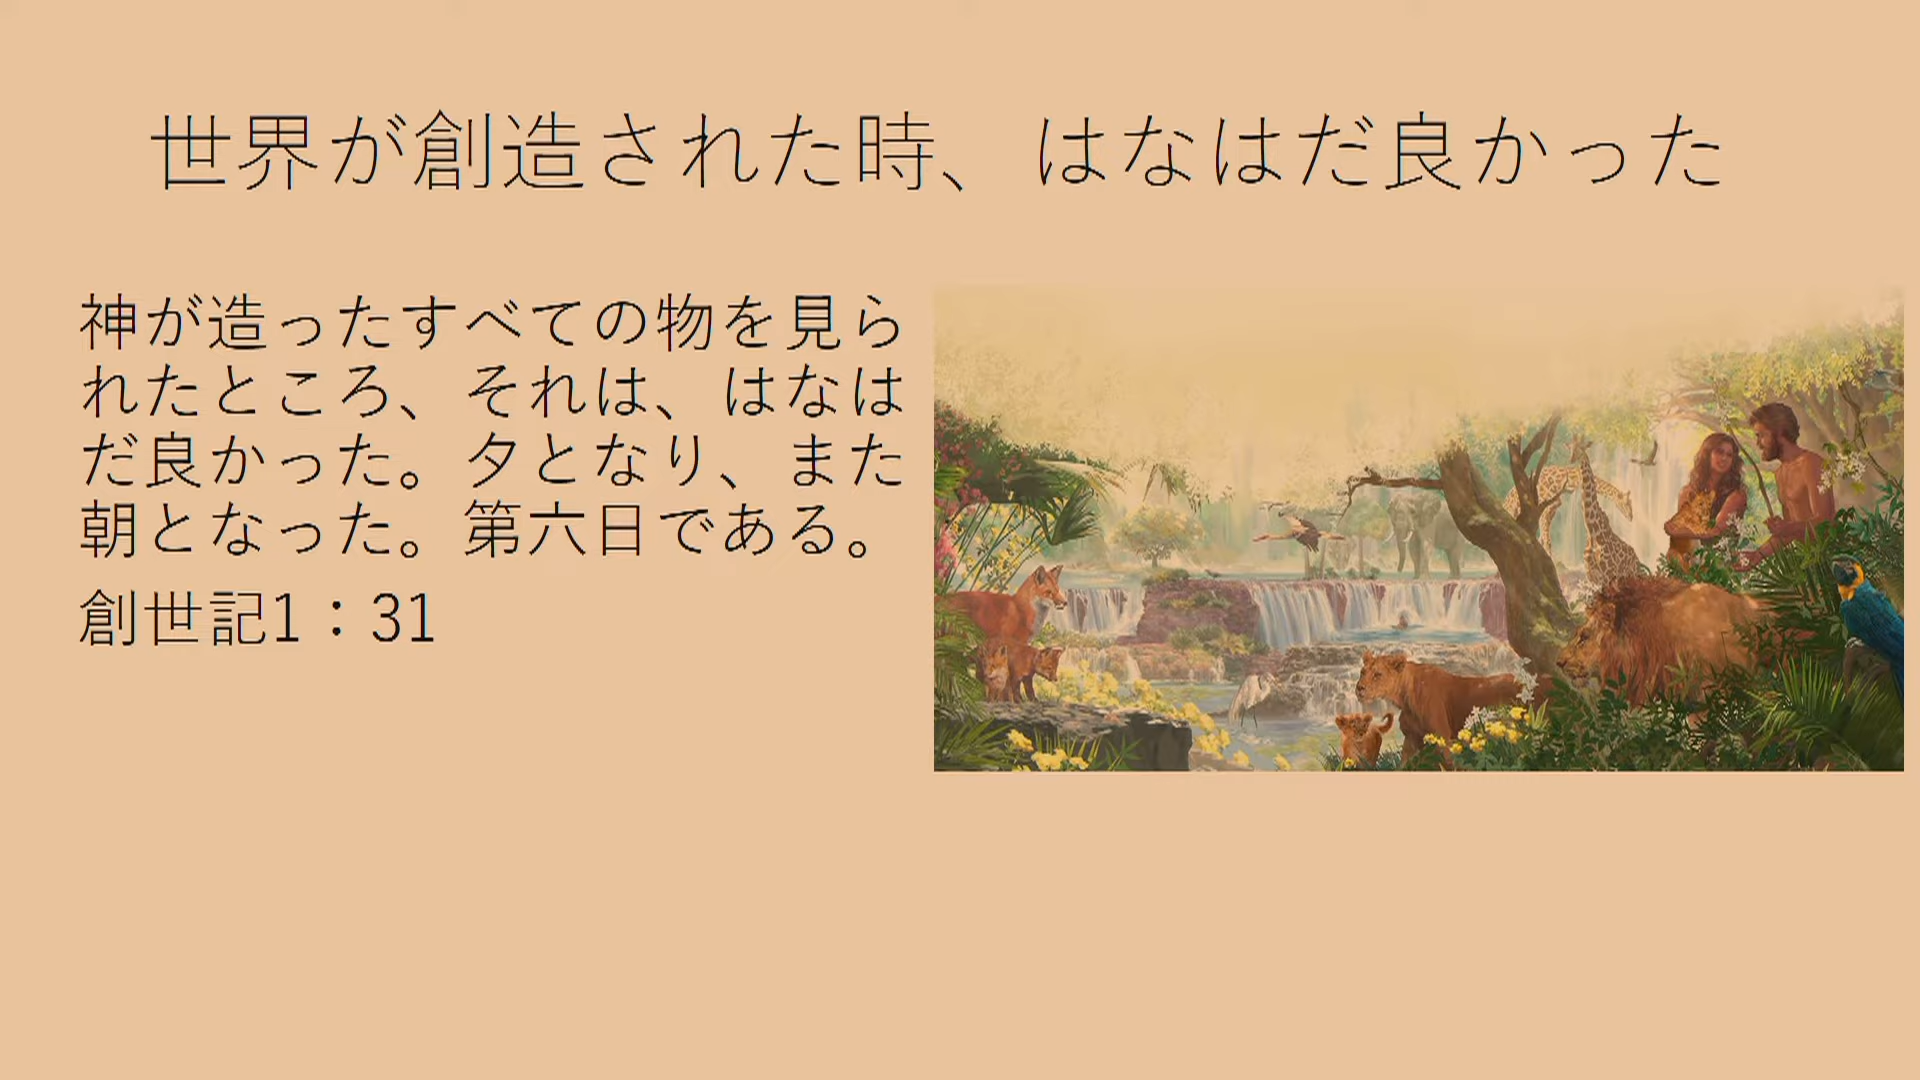 世界が創造された時、はなはだ良かった
神が造ったすべての物を見ら
れたところ、それは、はなは
だ良かった。夕となり、また
朝となった。第六日である。
創世記1：31